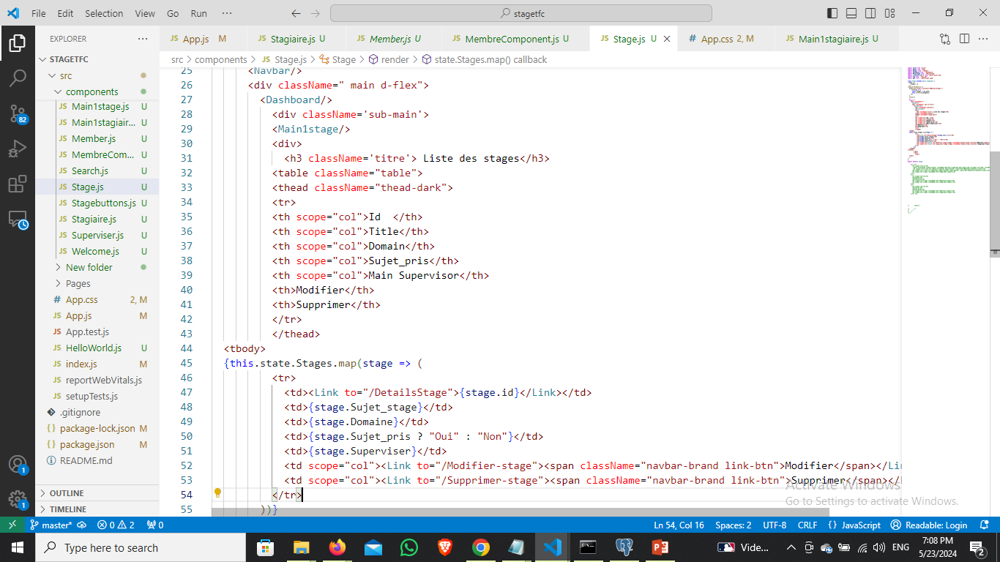 File Edit Selection View Go Run ··· stagetfc
EXPLORER ···
JS App.js M JS Stagiaire.js U JS Member.js U JS MembreComponent.js U JS Stage.js U # App.css 2, M JS Main1stagiaire.js U
STAGETFC
src > components > JS Stage.js > Stage > render > state.Stages.map() callback
src
components
JS Main1stage.js U
JS Main1stagiair... U
JS Member.js U
JS MembreCom... U
JS Search.js U
JS Stage.js U
JS Stagebuttons.js U
JS Stagiaire.js U
JS Superviser.js U
JS Welcome.js U
New folder
Pages
# App.css 2, M
JS App.js M
JS App.test.js
JS HelloWorld.js U
JS index.js M
JS reportWebVitals.js
JS setupTests.js
.gitignore
{} package-lock.json M
{} package.json M
README.md
OUTLINE
TIMELINE
82
1
1
25 <Navbar/>
26 <div className=" main d-flex">
27 <Dashboard/>
28 <div className='sub-main'>
29 <Main1stage/>
30 <div>
31 <h3 className='titre'> Liste des stages</h3>
32 <table className="table">
33 <thead className="thead-dark">
34 <tr>
35 <th scope="col">Id  </th>
36 <th scope="col">Title</th>
37 <th scope="col">Domain</th>
38 <th scope="col">Sujet_pris</th>
39 <th scope="col">Main Supervisor</th>
40 <th>Modifier</th>
41 <th>Supprimer</th>
42 </tr>
43 </thead>
44 <tbody>
45 {this.state.Stages.map(stage => (
46 <tr>
47 <td><Link to="/DetailsStage">{stage.id}</Link></td>
48 <td>{stage.Sujet_stage}</td>
49 <td>{stage.Domaine}</td>
50 <td>{stage.Sujet_pris ? "Oui" : "Non"}</td>
51 <td>{stage.Superviser}</td>
52 <td scope="col"><Link to="/Modifier-stage"><span className="navbar-brand link-btn">Modifier</span></Li
53 <td scope="col"><Link to="/Supprimer-stage"><span className="navbar-brand link-btn">Supprimer</span></L
54 </tr>
55 ))}
Activate Windows
Go to Settings to activate Windows.
master* 0 2 0 Ln 54, Col 16 Spaces: 2 UTF-8 CRLF {} JavaScript Readable: Login
Type here to search
Vide... ENG
7:08 PM
5/23/2024
2